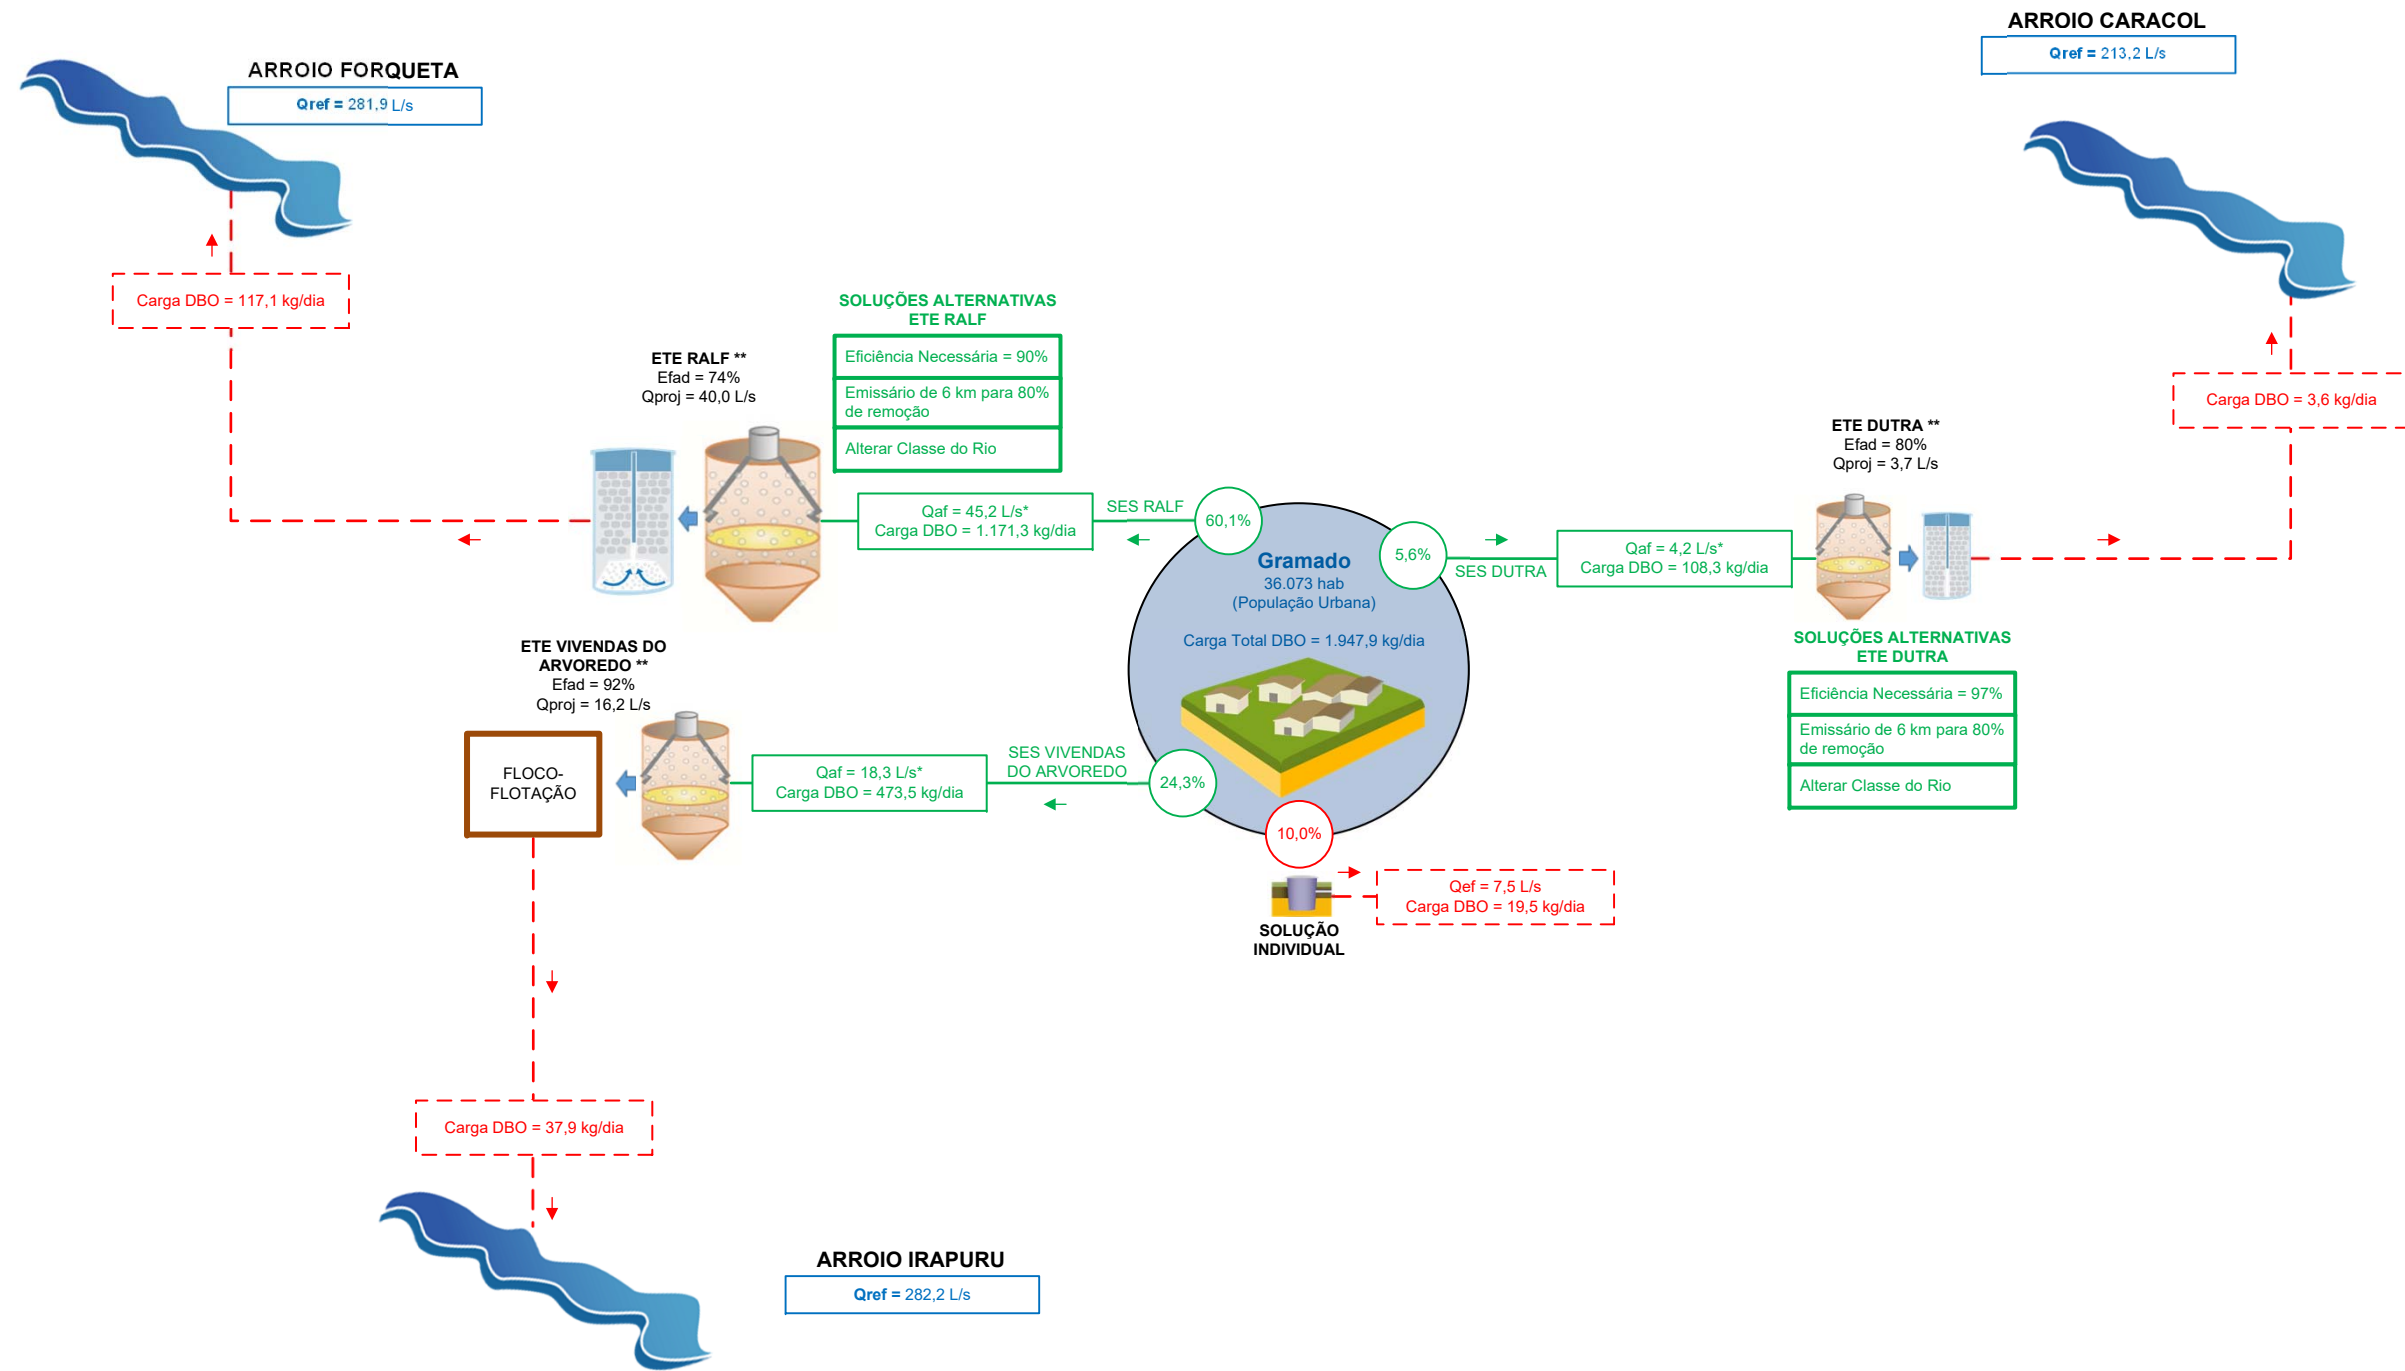 ARROIO CARACOL
Qref = 213,2 L/s
ARROIO FORQUETA
Qref = 281,9 L/s
Carga DBO = 117,1 kg/dia
SOLUÇÕES ALTERNATIVAS
ETE RALF
Eficiência Necessária = 90%
Emissário de 6 km para 80%
de remoção
Alterar Classe do Rio
ETE RALF **
Efad = 74%
Qproj = 40,0 L/s
Carga DBO = 3,6 kg/dia
ETE DUTRA **
Efad = 80%
Qproj = 3,7 L/s
Qaf = 45,2 L/s*
Carga DBO = 1.171,3 kg/dia
SES RALF
60,1%
5,6%
SES DUTRA
Qaf = 4,2 L/s*
Carga DBO = 108,3 kg/dia
Gramado
36.073 hab
(População Urbana)
Carga Total DBO = 1.947,9 kg/dia
SOLUÇÕES ALTERNATIVAS
ETE DUTRA
Eficiência Necessária = 97%
Emissário de 6 km para 80%
de remoção
Alterar Classe do Rio
ETE VIVENDAS DO
ARVOREDO **
Efad = 92%
Qproj = 16,2 L/s
FLOCO-
FLOTAÇÃO
Qaf = 18,3 L/s*
Carga DBO = 473,5 kg/dia
SES VIVENDAS
DO ARVOREDO
24,3%
10,0%
Qef = 7,5 L/s
Carga DBO = 19,5 kg/dia
SOLUÇÃO
INDIVIDUAL
Carga DBO = 37,9 kg/dia
ARROIO IRAPURU
Qref = 282,2 L/s